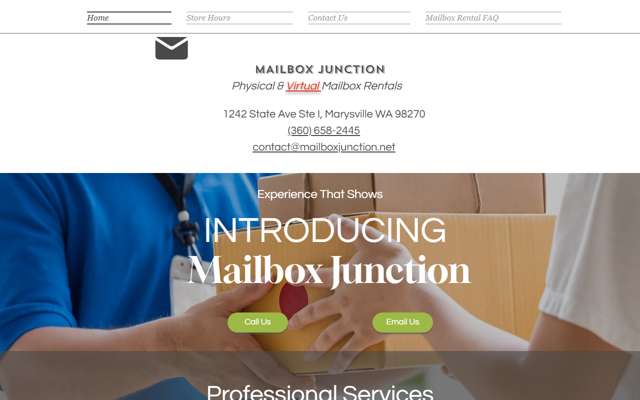 Home
Store Hours
Contact Us
Mailbox Rental FAQ
MAILBOX JUNCTION
Physical & Virtual Mailbox Rentals
1242 State Ave Ste I, Marysville WA 98270
(360) 658-2445
contact@mailboxjunction.net
Experience That Shows
INTRODUCING
Mailbox Junction
Call Us
Email Us
Professional Services